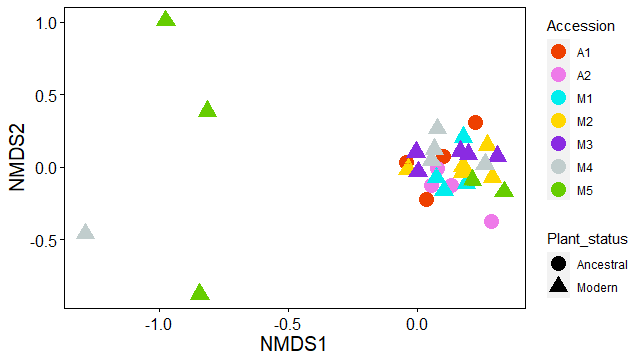 1.0
0.5
0.0
-0.5
NMDS2
-1.0
-0.5
0.0
NMDS1
Accession
A1
A2
M1
M2
M3
M4
M5
Plant_status
Ancestral
Modern